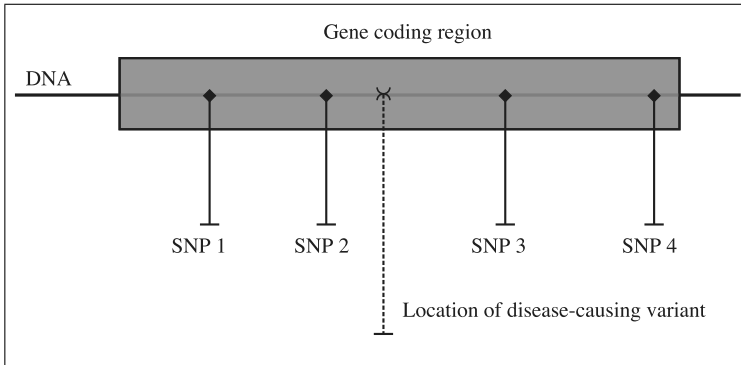 Gene coding region
DNA
SNP 1
SNP 2
SNP 3
SNP 4
Location of disease-causing variant